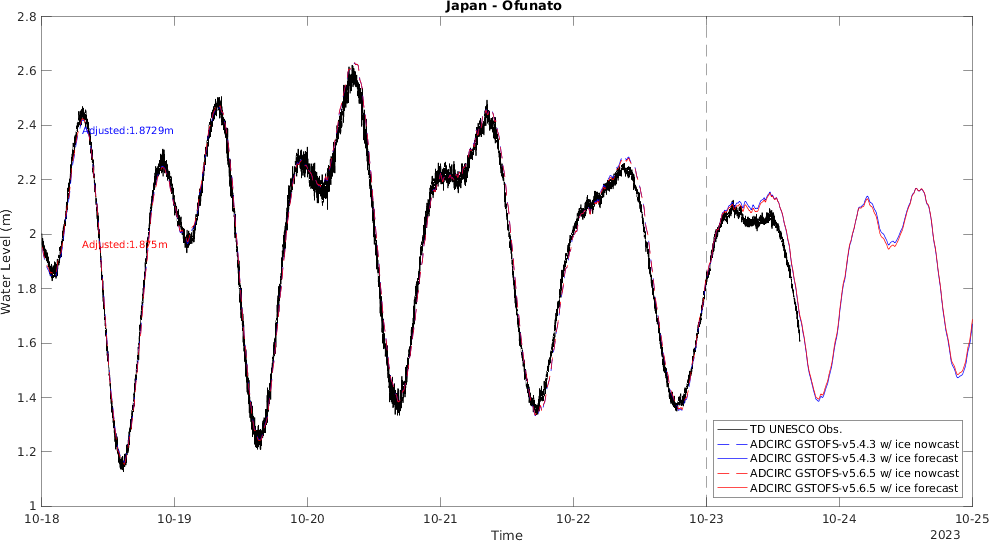 Japan - Ofunato
2.8
2.6
2.4
2.2
2
1.8
1.6
1.4
1.2
1
Water Level (m)
Adjusted:1.8729m
Adjusted:1.875m
TD UNESCO Obs.
ADCIRC GSTOFS-v5.4.3 w/ ice nowcast
ADCIRC GSTOFS-v5.4.3 w/ ice forecast
ADCIRC GSTOFS-v5.6.5 w/ ice nowcast
ADCIRC GSTOFS-v5.6.5 w/ ice forecast
10-18 10-19 10-20 10-21 10-22 10-23 10-24 10-25
Time
2023